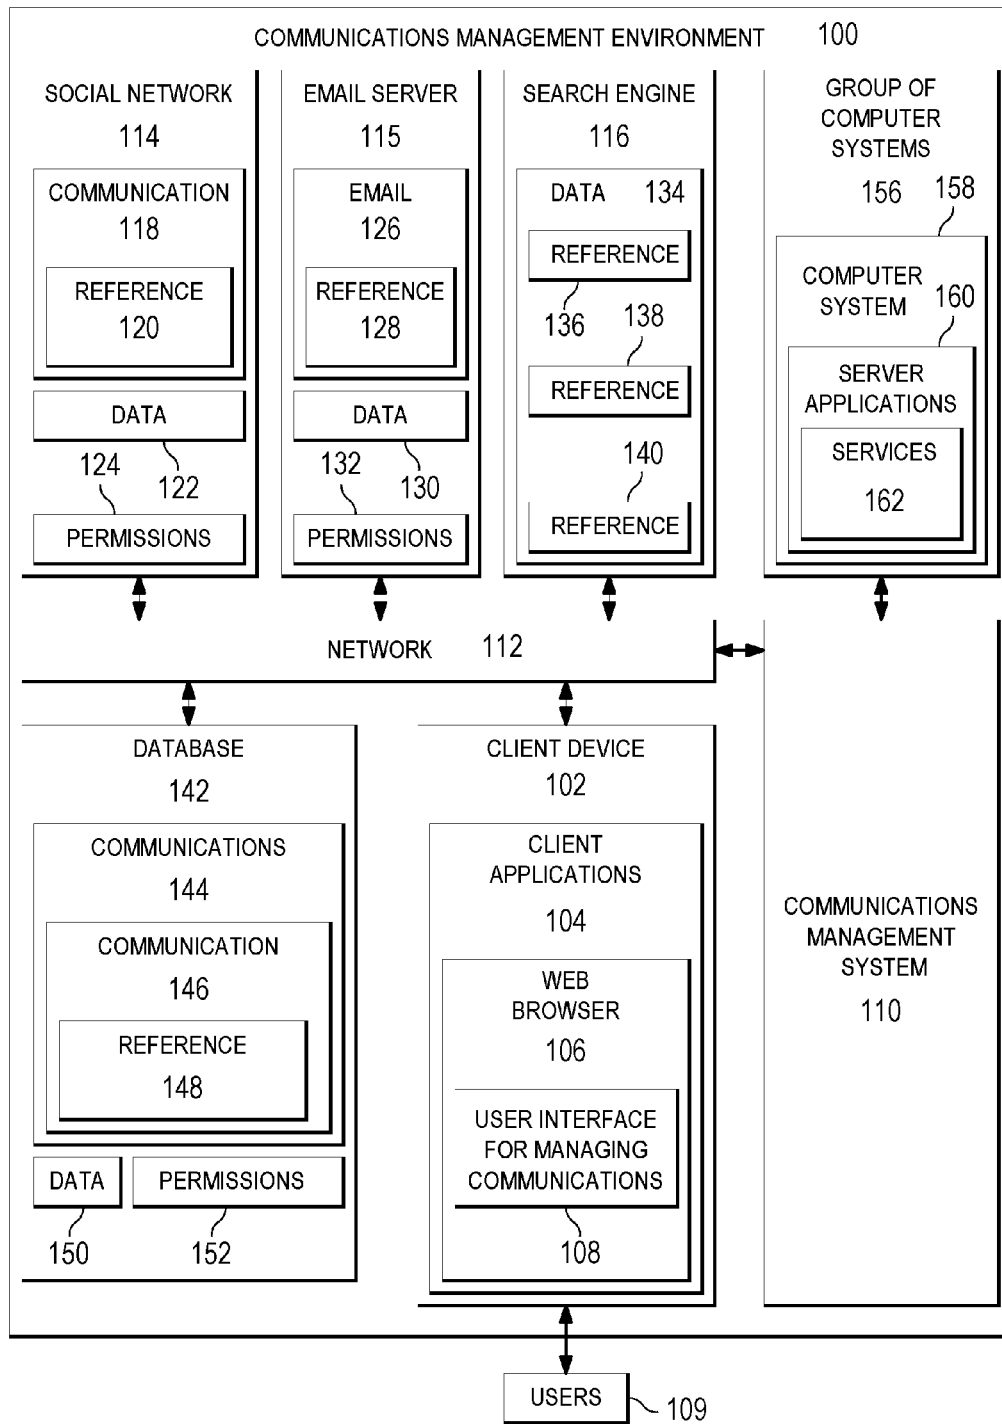 COMMUNICATIONS MANAGEMENT ENVIRONMENT 100
SOCIAL NETWORK
114
COMMUNICATION
118
REFERENCE
120
DATA
124
122
PERMISSIONS
EMAIL SERVER
115
EMAIL
126
REFERENCE
128
DATA
132
130
PERMISSIONS
SEARCH ENGINE
116
DATA 134
REFERENCE
136
138
REFERENCE
140
REFERENCE
GROUP OF
COMPUTER
SYSTEMS
156
158
COMPUTER
SYSTEM
160
SERVER
APPLICATIONS
SERVICES
162
NETWORK 112
DATABASE
142
COMMUNICATIONS
144
COMMUNICATION
146
REFERENCE
148
DATA
PERMISSIONS
150
152
CLIENT DEVICE
102
CLIENT
APPLICATIONS
104
WEB
BROWSER
106
USER INTERFACE
FOR MANAGING
COMMUNICATIONS
108
COMMUNICATIONS
MANAGEMENT
SYSTEM
110
USERS
109